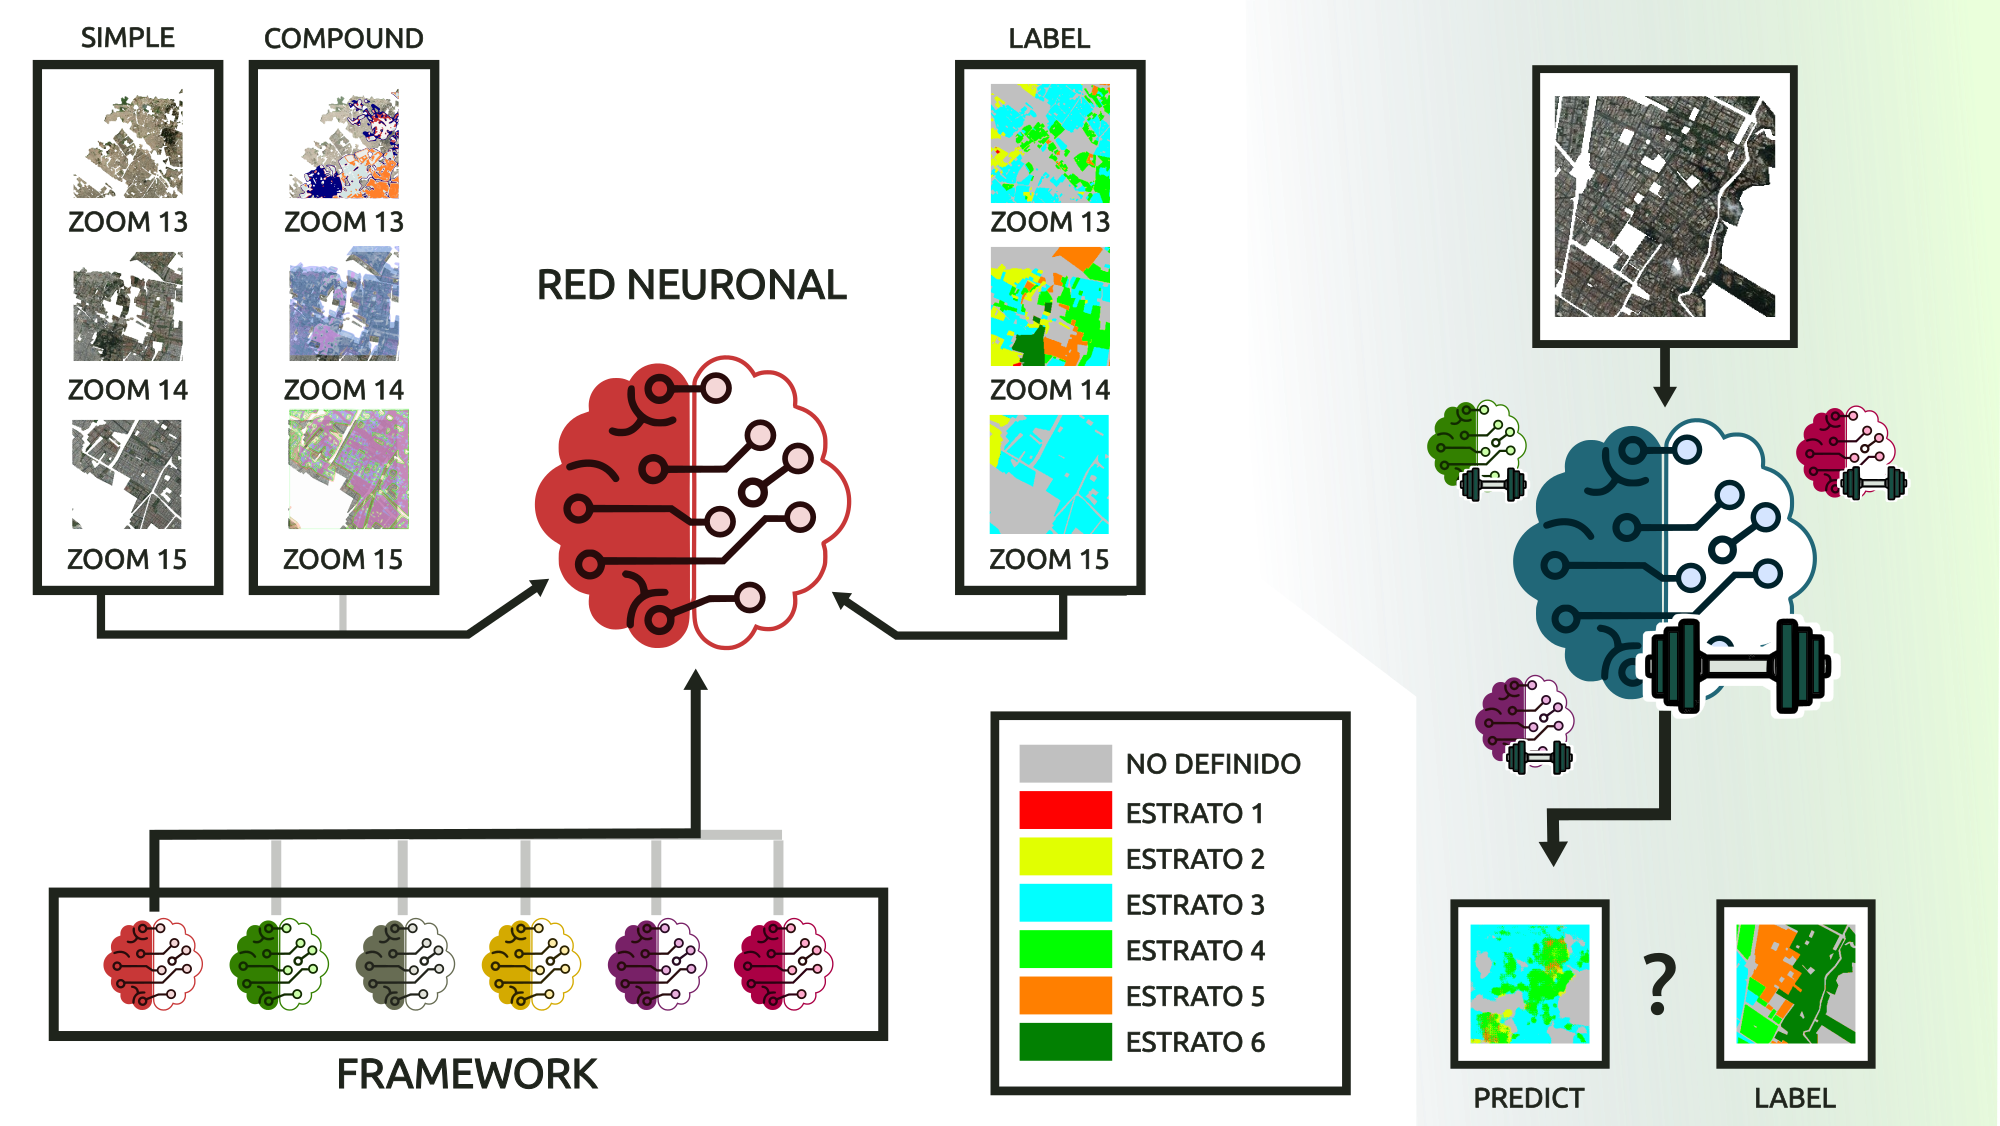 SIMPLE
COMPOUND
LABEL
ZOOM 13
ZOOM 13
ZOOM 13
RED NEURONAL
ZOOM 14
ZOOM 14
ZOOM 14
ZOOM 15
ZOOM 15
ZOOM 15
NO DEFINIDO
ESTRATO 1
ESTRATO 2
ESTRATO 3
ESTRATO 4
ESTRATO 5
ESTRATO 6
FRAMEWORK
?
PREDICT
LABEL